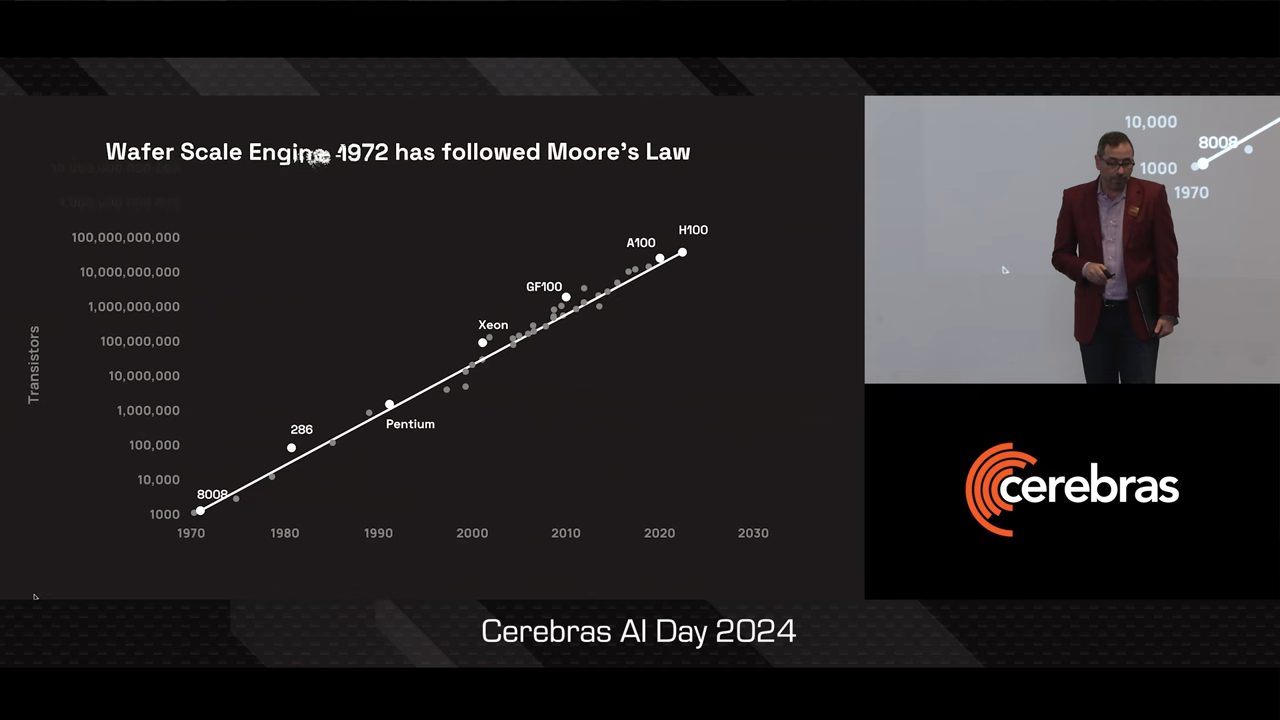 Wafer Scale Engine 1972 has followed Moore's Law
100,000,000,000
10,000,000,000
1,000,000,000
100,000,000
10,000,000
1,000,000
100,000
10,000
1000
Transistors
1970
1980
1990
2000
2010
2020
2030
8008
286
Pentium
Xeon
GF100
A100
H100
10,000
8008
1000
1970
cerebras
Cerebras AI Day 2024